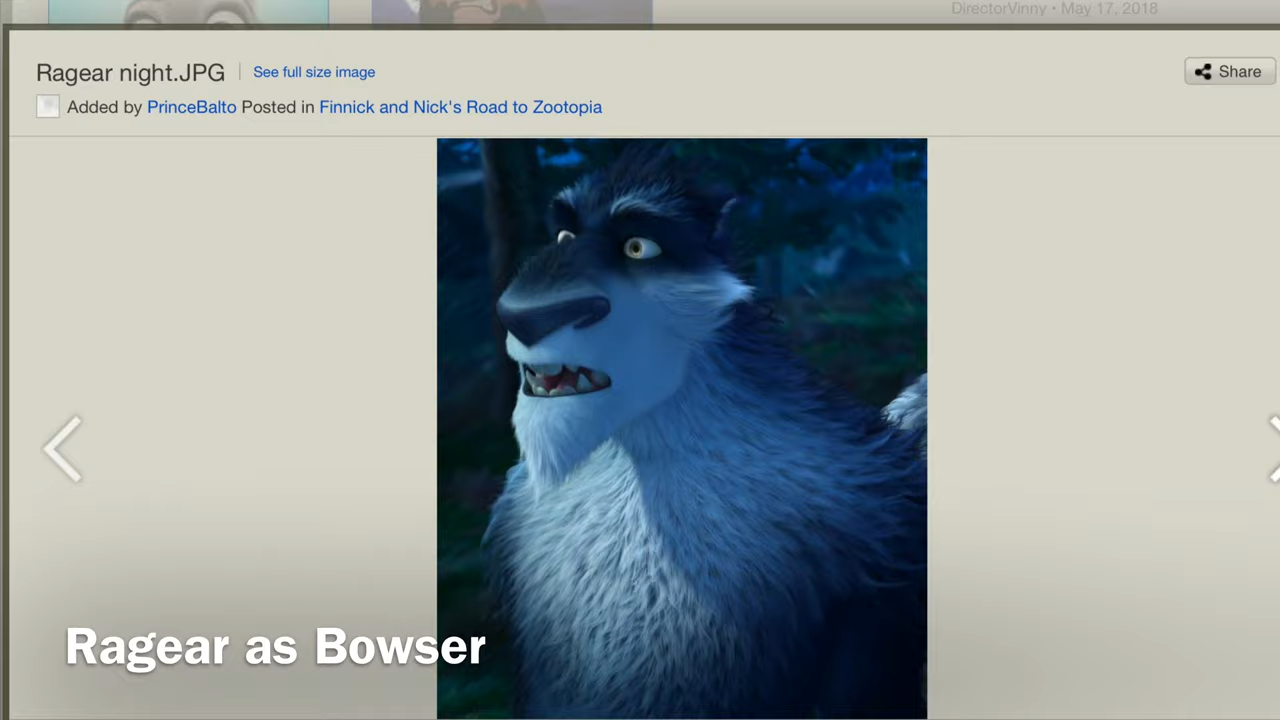 DirectorVinny • May 17, 2018
Ragear night.JPG
See full size image
Share
Added by PrinceBalto Posted in Finnick and Nick's Road to Zootopia
Ragear as Bowser